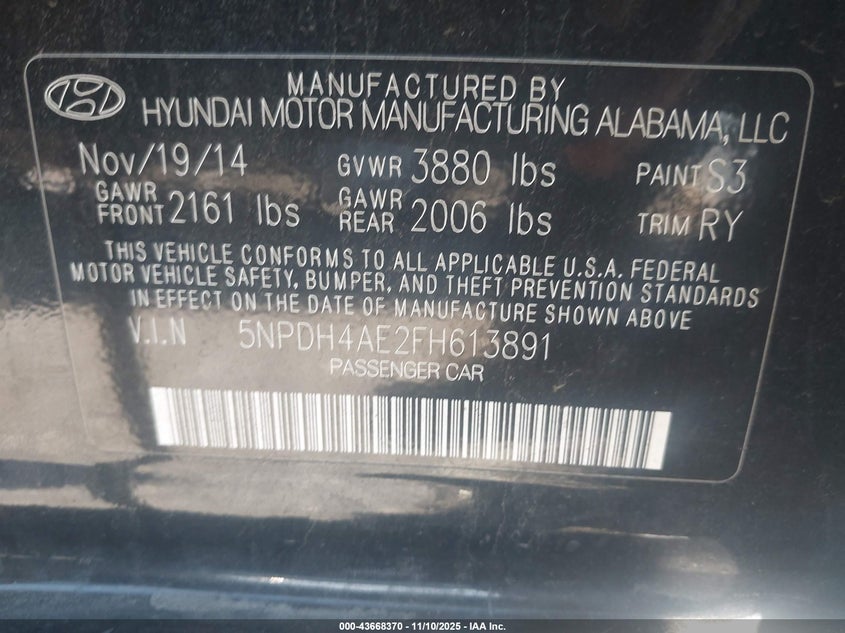 MANUFACTURED BY
HYUNDAI MOTOR MANUFACTURING ALABAMA, LLC
Nov/19/14 GVWR 3880 lbs PAINT S3
GAWR FRONT 2161 lbs GAWR REAR 2006 lbs TRIM RY
THIS VEHICLE CONFORMS TO ALL APPLICABLE U.S.A. FEDERAL
MOTOR VEHICLE SAFETY, BUMPER, AND THEFT PREVENTION STANDARDS
IN EFFECT ON THE DATE OF MANUFACTURE SHOWN ABOVE
V.I.N 5NPDH4AE2FH613891
PASSENGER CAR
000-43668370 - 11/10/2025 - IAA Inc.